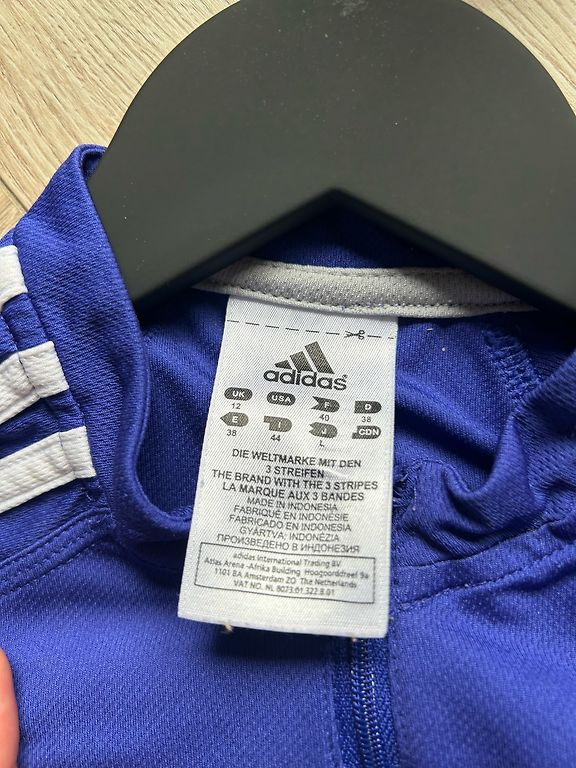 adidas
UK USA F D
12 40 38
E I J CDN
38 44 L
DIE WELTMARKE MIT DEN
3 STREIFEN
THE BRAND WITH THE 3 STRIPES
LA MARQUE AUX 3 BANDES
MADE IN INDONESIA
FABRIQUÉ EN INDONÉSIE
FABRICADO EN INDONESIA
GYÁRTVA: INDONÉZIA
ПРОИЗВЕДЕНО В ИНДОНЕЗИЯ
adidas International Trading BV
Atlas Arena -Afrika Building, Hoogoorddreef 9a
1101 BA Amsterdam ZO The Netherlands
VAT NO. NL 8073.01.322.B.01